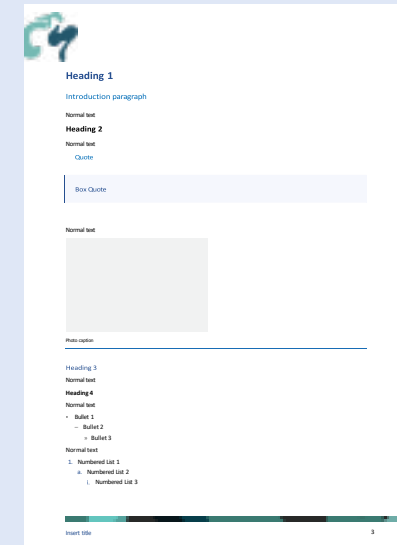 Heading 1
Introduction paragraph
Normal text
Heading 2
Normal text
Quote
Box Quote
Normal text
Photo caption
Heading 3
Normal text
Heading 4
Normal text
• Bullet 1
– Bullet 2
» Bullet 3
Normal text
1. Numbered List 1
a. Numbered List 2
i. Numbered List 3
Insert title 3